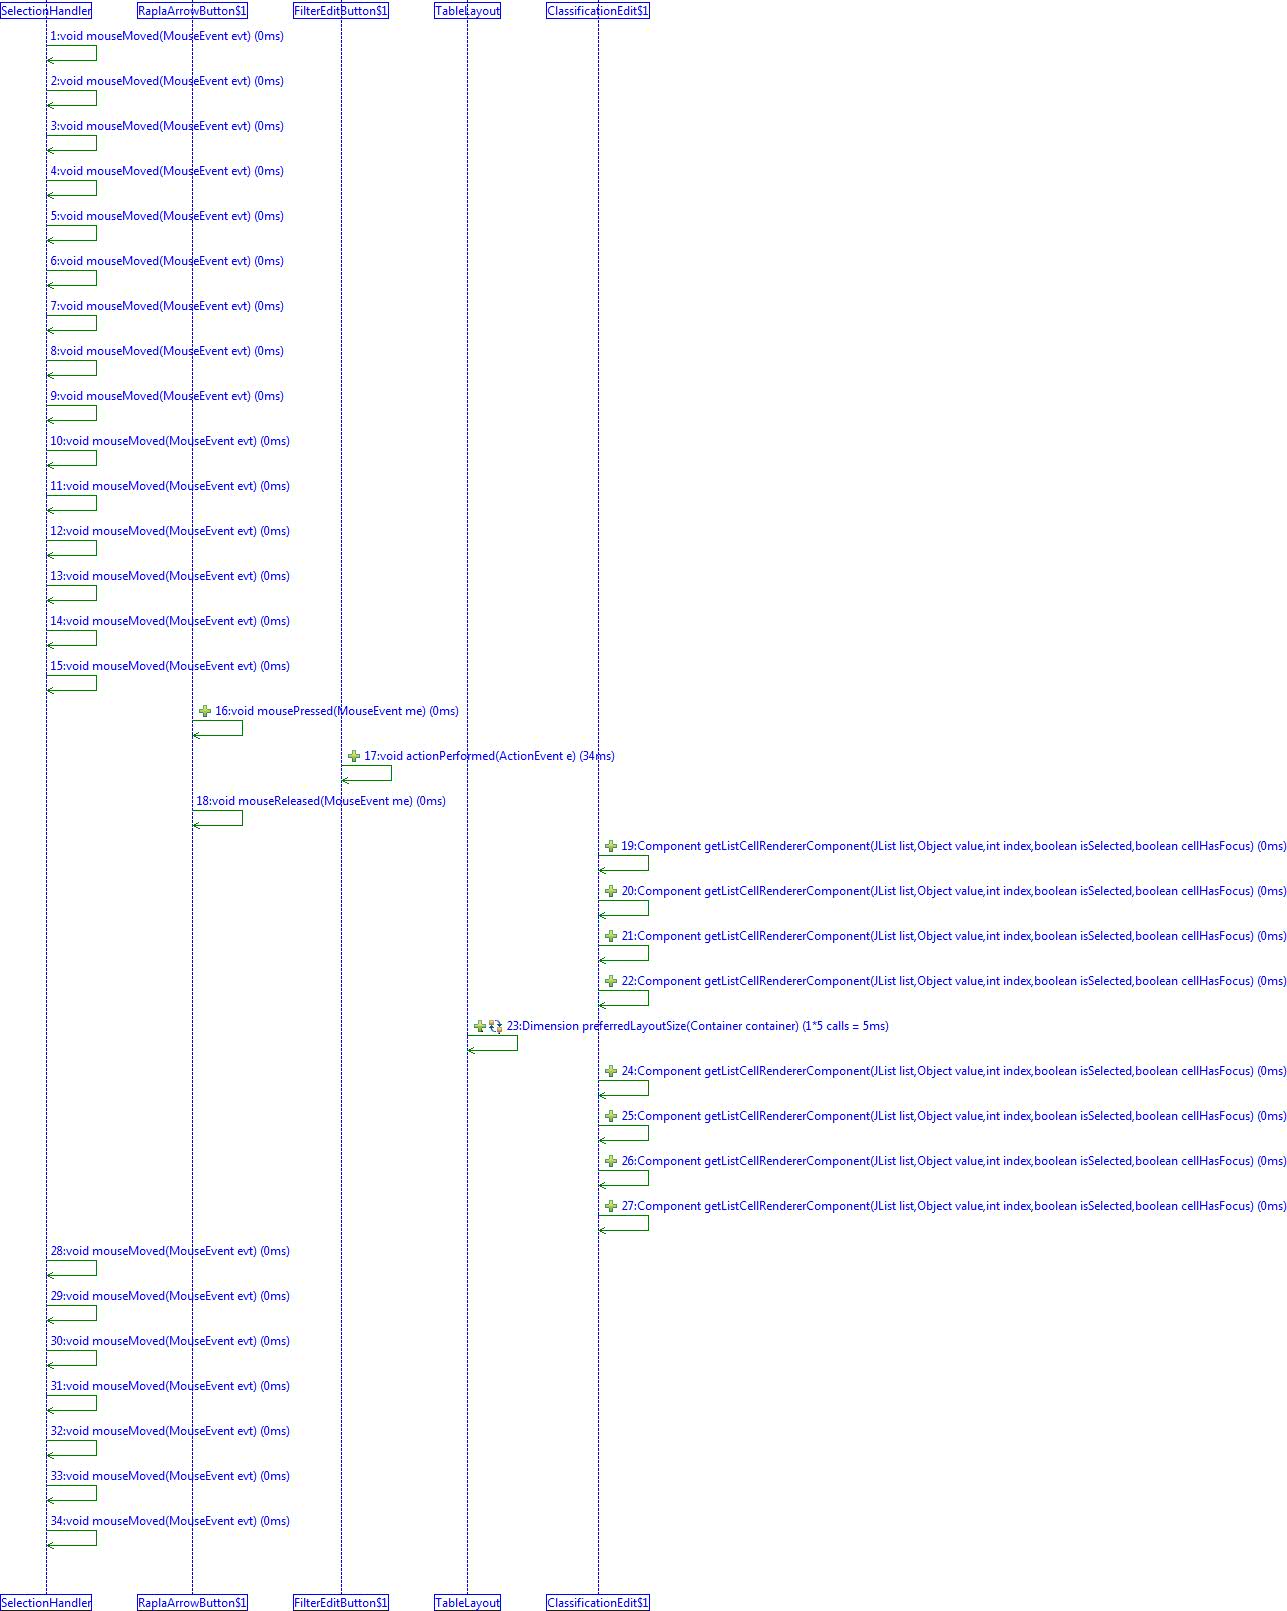 SelectionHandler RaplaArrowButton$1 FilterEditButton$1 TableLayout ClassificationEdit$1
1:void mouseMoved(MouseEvent evt) (0ms)
2:void mouseMoved(MouseEvent evt) (0ms)
3:void mouseMoved(MouseEvent evt) (0ms)
4:void mouseMoved(MouseEvent evt) (0ms)
5:void mouseMoved(MouseEvent evt) (0ms)
6:void mouseMoved(MouseEvent evt) (0ms)
7:void mouseMoved(MouseEvent evt) (0ms)
8:void mouseMoved(MouseEvent evt) (0ms)
9:void mouseMoved(MouseEvent evt) (0ms)
10:void mouseMoved(MouseEvent evt) (0ms)
11:void mouseMoved(MouseEvent evt) (0ms)
12:void mouseMoved(MouseEvent evt) (0ms)
13:void mouseMoved(MouseEvent evt) (0ms)
14:void mouseMoved(MouseEvent evt) (0ms)
15:void mouseMoved(MouseEvent evt) (0ms)
16:void mousePressed(MouseEvent me) (0ms)
17:void actionPerformed(ActionEvent e) (34ms)
18:void mouseReleased(MouseEvent me) (0ms)
19:Component getListCellRendererComponent(JList list,Object value,int index,boolean isSelected,boolean cellHasFocus) (0ms)
20:Component getListCellRendererComponent(JList list,Object value,int index,boolean isSelected,boolean cellHasFocus) (0ms)
21:Component getListCellRendererComponent(JList list,Object value,int index,boolean isSelected,boolean cellHasFocus) (0ms)
22:Component getListCellRendererComponent(JList list,Object value,int index,boolean isSelected,boolean cellHasFocus) (0ms)
23:Dimension preferredLayoutSize(Container container) (1*5 calls = 5ms)
24:Component getListCellRendererComponent(JList list,Object value,int index,boolean isSelected,boolean cellHasFocus) (0ms)
25:Component getListCellRendererComponent(JList list,Object value,int index,boolean isSelected,boolean cellHasFocus) (0ms)
26:Component getListCellRendererComponent(JList list,Object value,int index,boolean isSelected,boolean cellHasFocus) (0ms)
27:Component getListCellRendererComponent(JList list,Object value,int index,boolean isSelected,boolean cellHasFocus) (0ms)
28:void mouseMoved(MouseEvent evt) (0ms)
29:void mouseMoved(MouseEvent evt) (0ms)
30:void mouseMoved(MouseEvent evt) (0ms)
31:void mouseMoved(MouseEvent evt) (0ms)
32:void mouseMoved(MouseEvent evt) (0ms)
33:void mouseMoved(MouseEvent evt) (0ms)
34:void mouseMoved(MouseEvent evt) (0ms)
SelectionHandler RaplaArrowButton$1 FilterEditButton$1 TableLayout ClassificationEdit$1